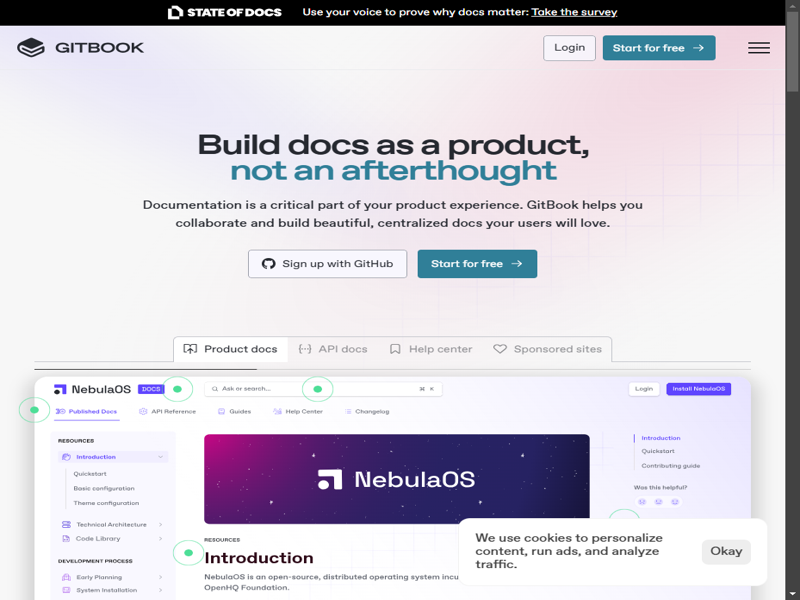 STATE OF DOCS Use your voice to prove why docs matter: Take the survey
GITBOOK Login Start for free
Build docs as a product,
not an afterthought
Documentation is a critical part of your product experience. GitBook helps you
collaborate and build beautiful, centralized docs your users will love.
Sign up with GitHub Start for free
Product docs API docs Help center Sponsored sites
NebulaOS DOCS Ask or search... ⌘ K Login Install NebulaOS
Published Docs API Reference Guides Help Center Changelog
RESOURCES
Introduction
Quickstart
Basic configuration
Theme configuration
Technical Architecture
Code Library
DEVELOPMENT PROCESS
Early Planning
System Installation
NebulaOS
RESOURCES
Introduction
NebulaOS is an open-source, distributed operating system
OpenHQ Foundation.
Introduction
Quickstart
Contributing guide
Was this helpful?
We use cookies to personalize
content, run ads, and analyze
traffic.
Okay